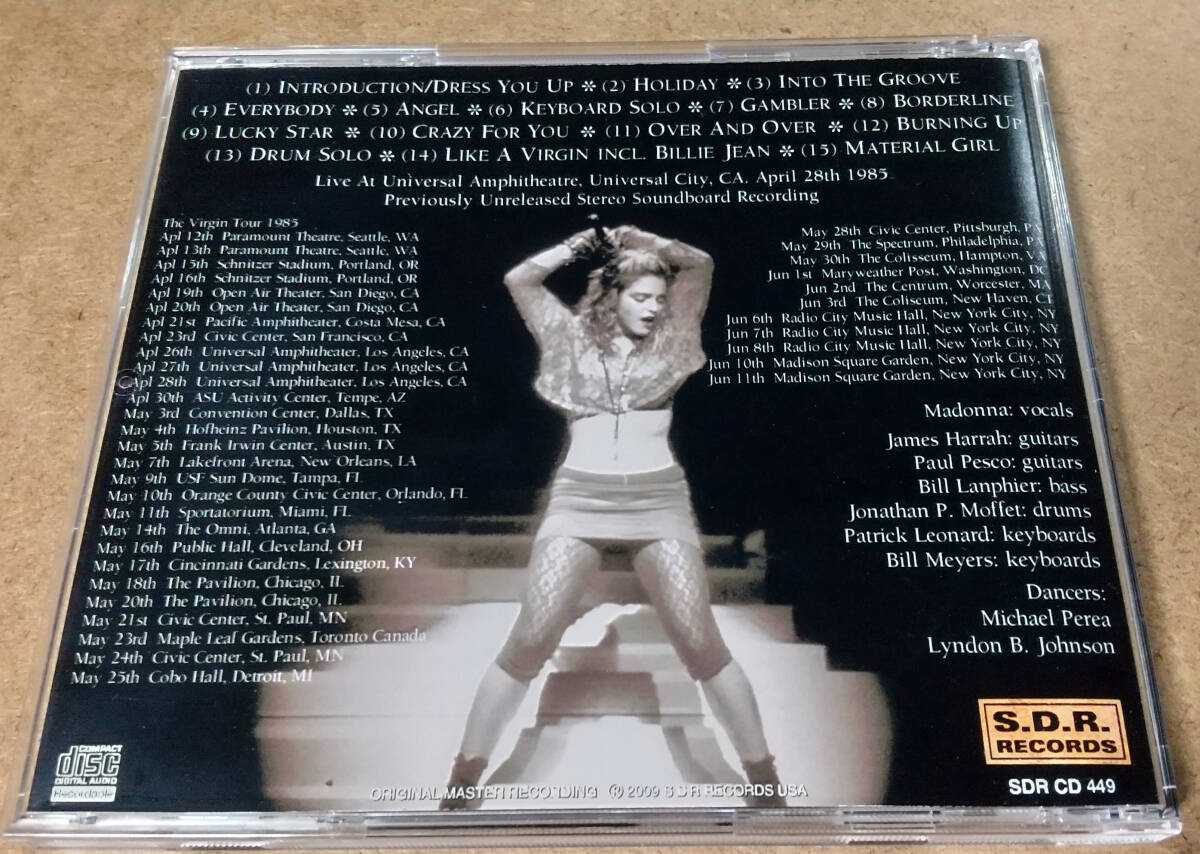 (1) INTRODUCTION/DRESS YOU UP ✻ (2) HOLIDAY ✻ (3) INTO THE GROOVE
(4) EVERYBODY ✻ (5) ANGEL ✻ (6) KEYBOARD SOLO ✻ (7) GAMBLER ✻ (8) BORDERLINE
(9) LUCKY STAR ✻ (10) CRAZY FOR YOU ✻ (11) OVER AND OVER ✻ (12) BURNING UP
(13) DRUM SOLO ✻ (14) LIKE A VIRGIN INCL. BILLIE JEAN ✻ (15) MATERIAL GIRL
Live At Universal Amphitheatre, Universal City, CA. April 28th 1985
Previously Unreleased Stereo Soundboard Recording
The Virgin Tour 1985
Apl 12th Paramount Theatre, Seattle, WA
Apl 13th Paramount Theatre, Seattle, WA
Apl 15th Schnitzer Stadium, Portland, OR
Apl 16th Schnitzer Stadium, Portland, OR
Apl 19th Open Air Theater, San Diego, CA
Apl 20th Open Air Theater, San Diego, CA
Apl 21st Pacific Amphitheater, Costa Mesa, CA
Apl 23rd Civic Center, San Francisco, CA
Apl 26th Universal Amphitheater, Los Angeles, CA
Apl 27th Universal Amphitheater, Los Angeles, CA
Apl 28th Universal Amphitheater, Los Angeles, CA
Apl 30th ASU Activity Center, Tempe, AZ
May 3rd Convention Center, Dallas, TX
May 4th Hofheinz Pavilion, Houston, TX
May 5th Frank Irwin Center, Austin, TX
May 7th Lakefront Arena, New Orleans, LA
May 9th USF Sun Dome, Tampa, FL
May 10th Orange County Civic Center, Orlando, FL
May 11th Sportatorium, Miami, FL
May 14th The Omni, Atlanta, GA
May 16th Public Hall, Cleveland, OH
May 17th Cincinnati Gardens, Lexington, KY
May 18th The Pavilion, Chicago, IL
May 20th The Pavilion, Chicago, IL
May 21st Civic Center, St. Paul, MN
May 23rd Maple Leaf Gardens, Toronto Canada
May 24th Civic Center, St. Paul, MN
May 25th Cobo Hall, Detroit, MI
May 28th Civic Center, Pittsburgh, PA
May 29th The Spectrum, Philadelphia, PA
May 30th The Colisseum, Hampton, VA
Jun 1st Maryweather Post, Washington, DC
Jun 2nd The Centrum, Worcester, MA
Jun 3rd The Coliseum, New Haven, CT
Jun 6th Radio City Music Hall, New York City, NY
Jun 7th Radio City Music Hall, New York City, NY
Jun 8th Radio City Music Hall, New York City, NY
Jun 10th Madison Square Garden, New York City, NY
Jun 11th Madison Square Garden, New York City, NY
Madonna: vocals
James Harrah: guitars
Paul Pesco: guitars
Bill Lanphier: bass
Jonathan P. Moffet: drums
Patrick Leonard: keyboards
Bill Meyers: keyboards
Dancers:
Michael Perea
Lyndon B. Johnson
S.D.R.
RECORDS
SDR CD 449
COMPACT
disc
DIGITAL AUDIO
Recordable
ORIGINAL MASTER RECORDING ℗ 2009 S D R RECORDS USA